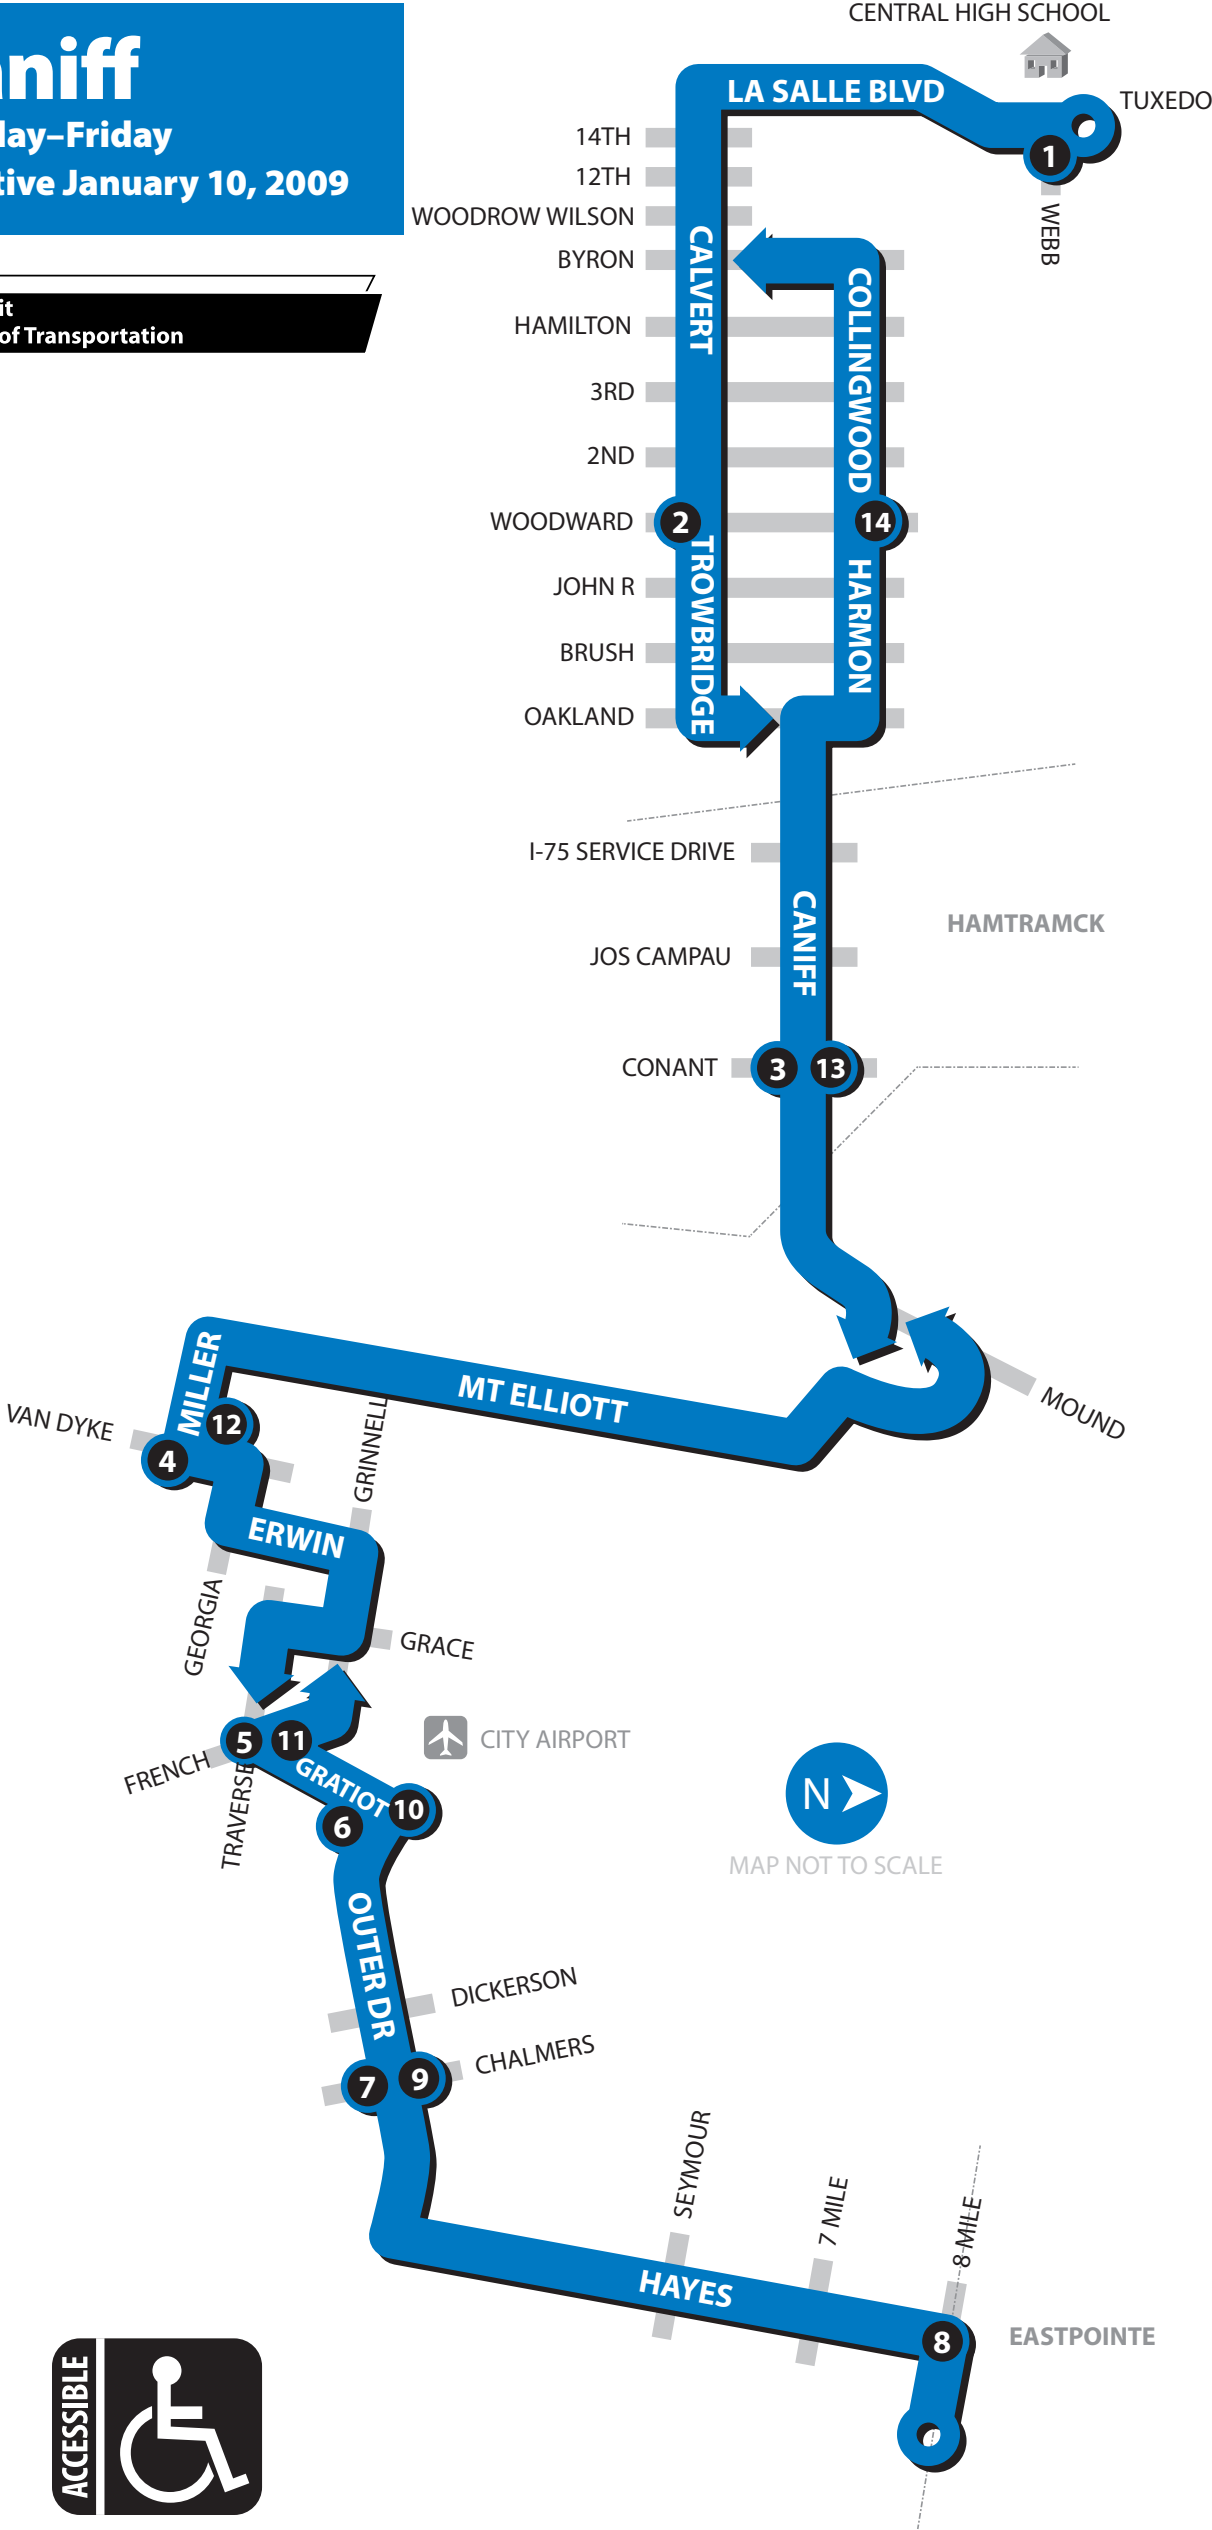 CENTRAL HIGH SCHOOL
aniff
day–Friday
tive January 10, 2009
it
of Transportation
LA SALLE BLVD
TUXEDO
1
WEBB
14TH
12TH
WOODROW WILSON
BYRON
HAMILTON
3RD
2ND
WOODWARD
JOHN R
BRUSH
OAKLAND
CALVERT
COLLINGWOOD
2
14
TROWBRIDGE
HARMON
I-75 SERVICE DRIVE
CANIFF
HAMTRAMCK
JOS CAMPAU
CONANT
3
13
MOUND
MT ELLIOTT
MILLER
VAN DYKE
12
4
GRINNELL
ERWIN
GEORGIA
GRACE
5
11
CITY AIRPORT
FRENCH
GRATIOT
TRAVERSE
10
6
N
MAP NOT TO SCALE
OUTER DR
DICKERSON
CHALMERS
7
9
SEYMOUR
7 MILE
8 MILE
HAYES
EASTPOINTE
8
ACCESSIBLE